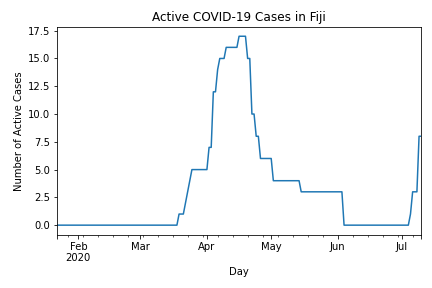 Active COVID-19 Cases in Fiji
17.5
15.0
12.5
10.0
7.5
5.0
2.5
0.0
Number of Active Cases
Feb Mar Apr May Jun Jul
2020
Day